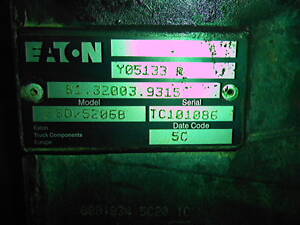 EATON
Y05133 R
81.32003.9315
Model
Serial
TC101086
Eaton
Truck Components
Europe
Date Code
5C